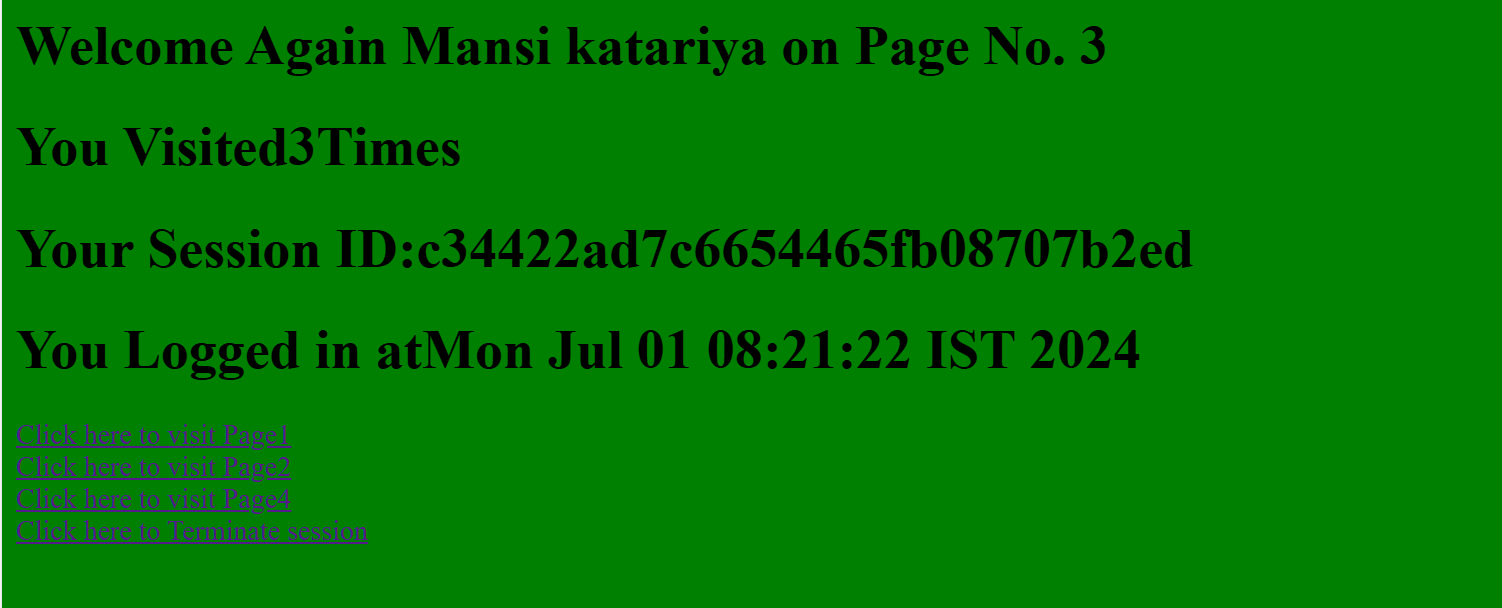 Welcome Again Mansi katariya on Page No. 3
You Visited3Times
Your Session ID:c34422ad7c6654465fb08707b2ed
You Logged in atMon Jul 01 08:21:22 IST 2024
Click here to visit Page1
Click here to visit Page2
Click here to visit Page4
Click here to Terminate session